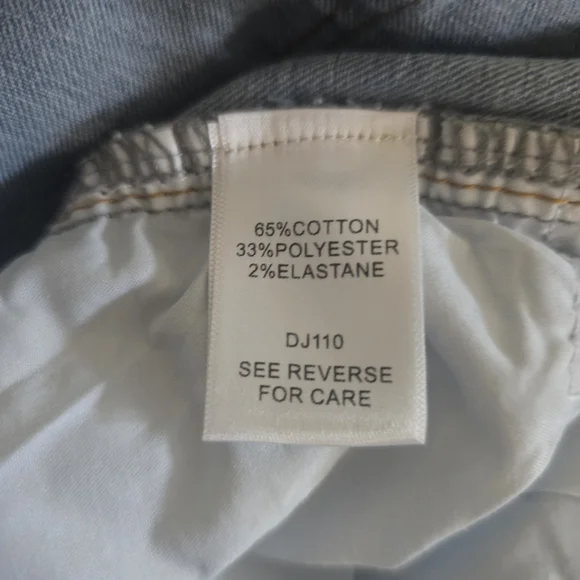 65%COTTON
33%POLYESTER
2%ELASTANE
DJ110
SEE REVERSE
FOR CARE